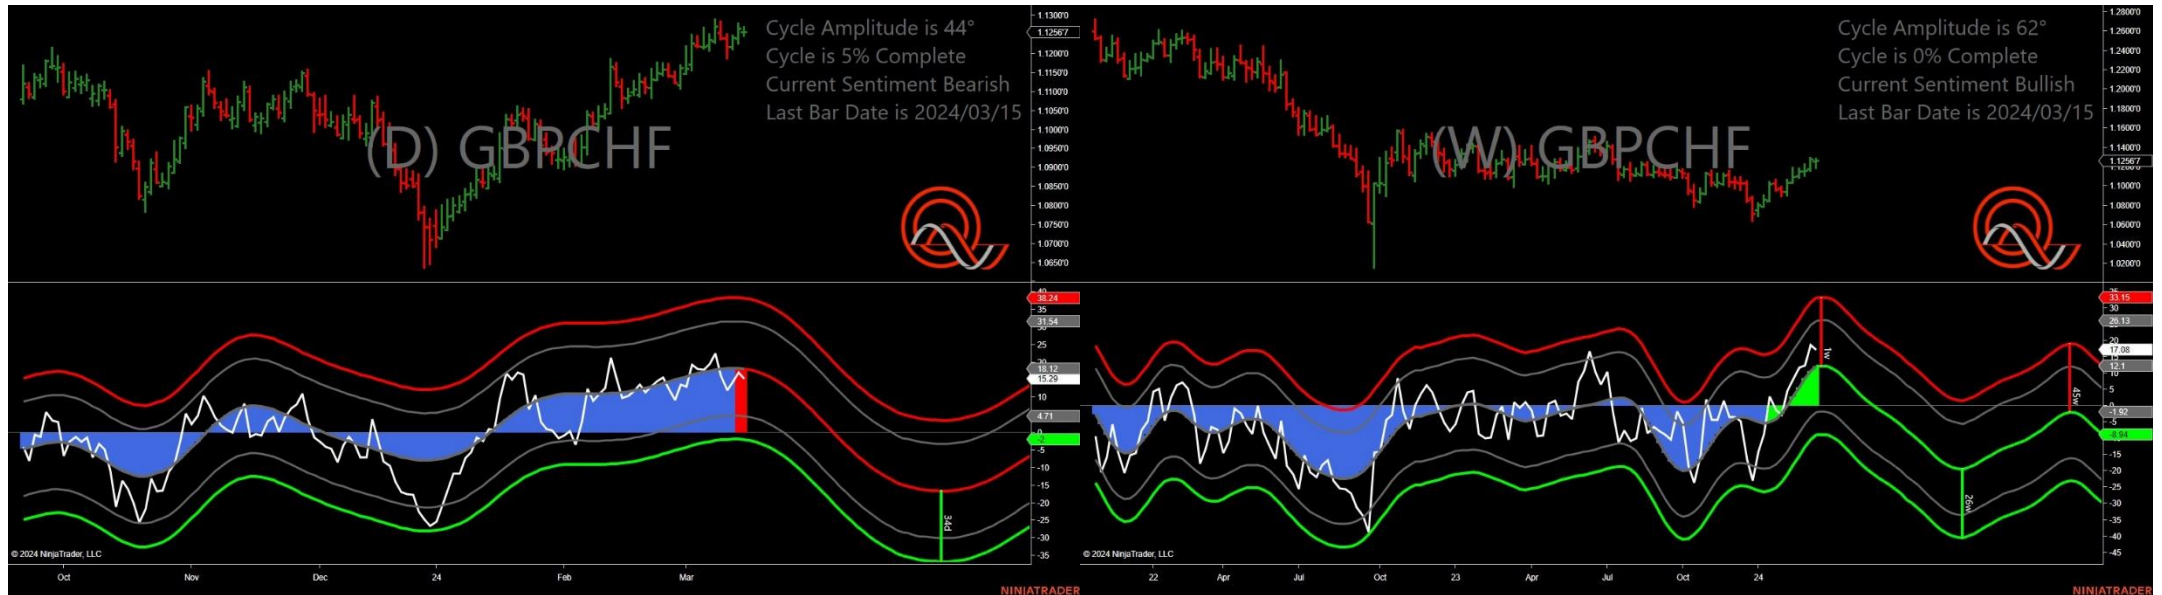 Cycle Amplitude is 44°
Cycle is 5% Complete
Current Sentiment Bearish
Last Bar Date is 2024/03/15
(D) GBPCHF
1.1300'0
1.1256'7
1.1200'0
1.1150'0
1.1100'0
1.1050'0
1.1000'0
1.0950'0
1.0900'0
1.0850'0
1.0800'0
1.0750'0
1.0700'0
1.0650'0
40
38.24
35
31.54
25
20
18.12
15.29
10
4.71
0
-2
-5
-10
-15
-20
-25
-30
-35
34d
© 2024 NinjaTrader, LLC
Oct
Nov
Dec
24
Feb
Mar
NINJATRADER
Cycle Amplitude is 62°
Cycle is 0% Complete
Current Sentiment Bullish
Last Bar Date is 2024/03/15
(W) GBPCHF
1.2800'0
1.2600'0
1.2400'0
1.2200'0
1.2000'0
1.1800'0
1.1600'0
1.1400'0
1.1256'7
1.1000'0
1.0800'0
1.0600'0
1.0400'0
1.0200'0
33.15
30
26.13
20
17.08
12.1
10
5
0
-1.92
-5
-8.94
-15
-20
-25
-30
-35
-40
-45
1w
45w
26w
© 2024 NinjaTrader, LLC
22
Apr
Jul
Oct
23
Apr
Jul
Oct
24
NINJATRADER